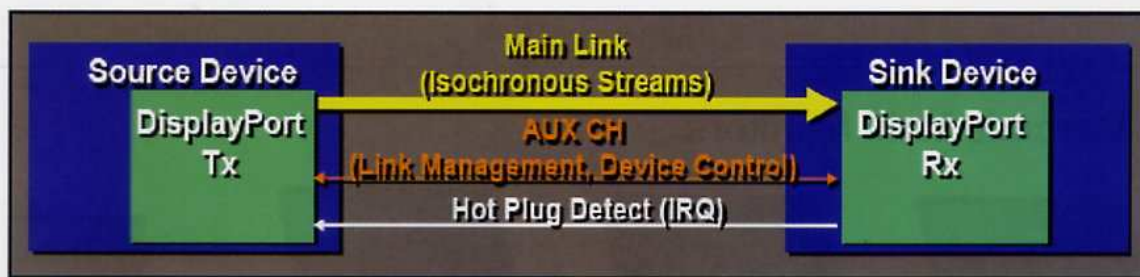 Source Device
DisplayPort
Tx
Main Link
(Isochronous Streams)
AUX CH
(Link Management, Device Control)
Hot Plug Detect (IRQ)
Sink Device
DisplayPort
Rx